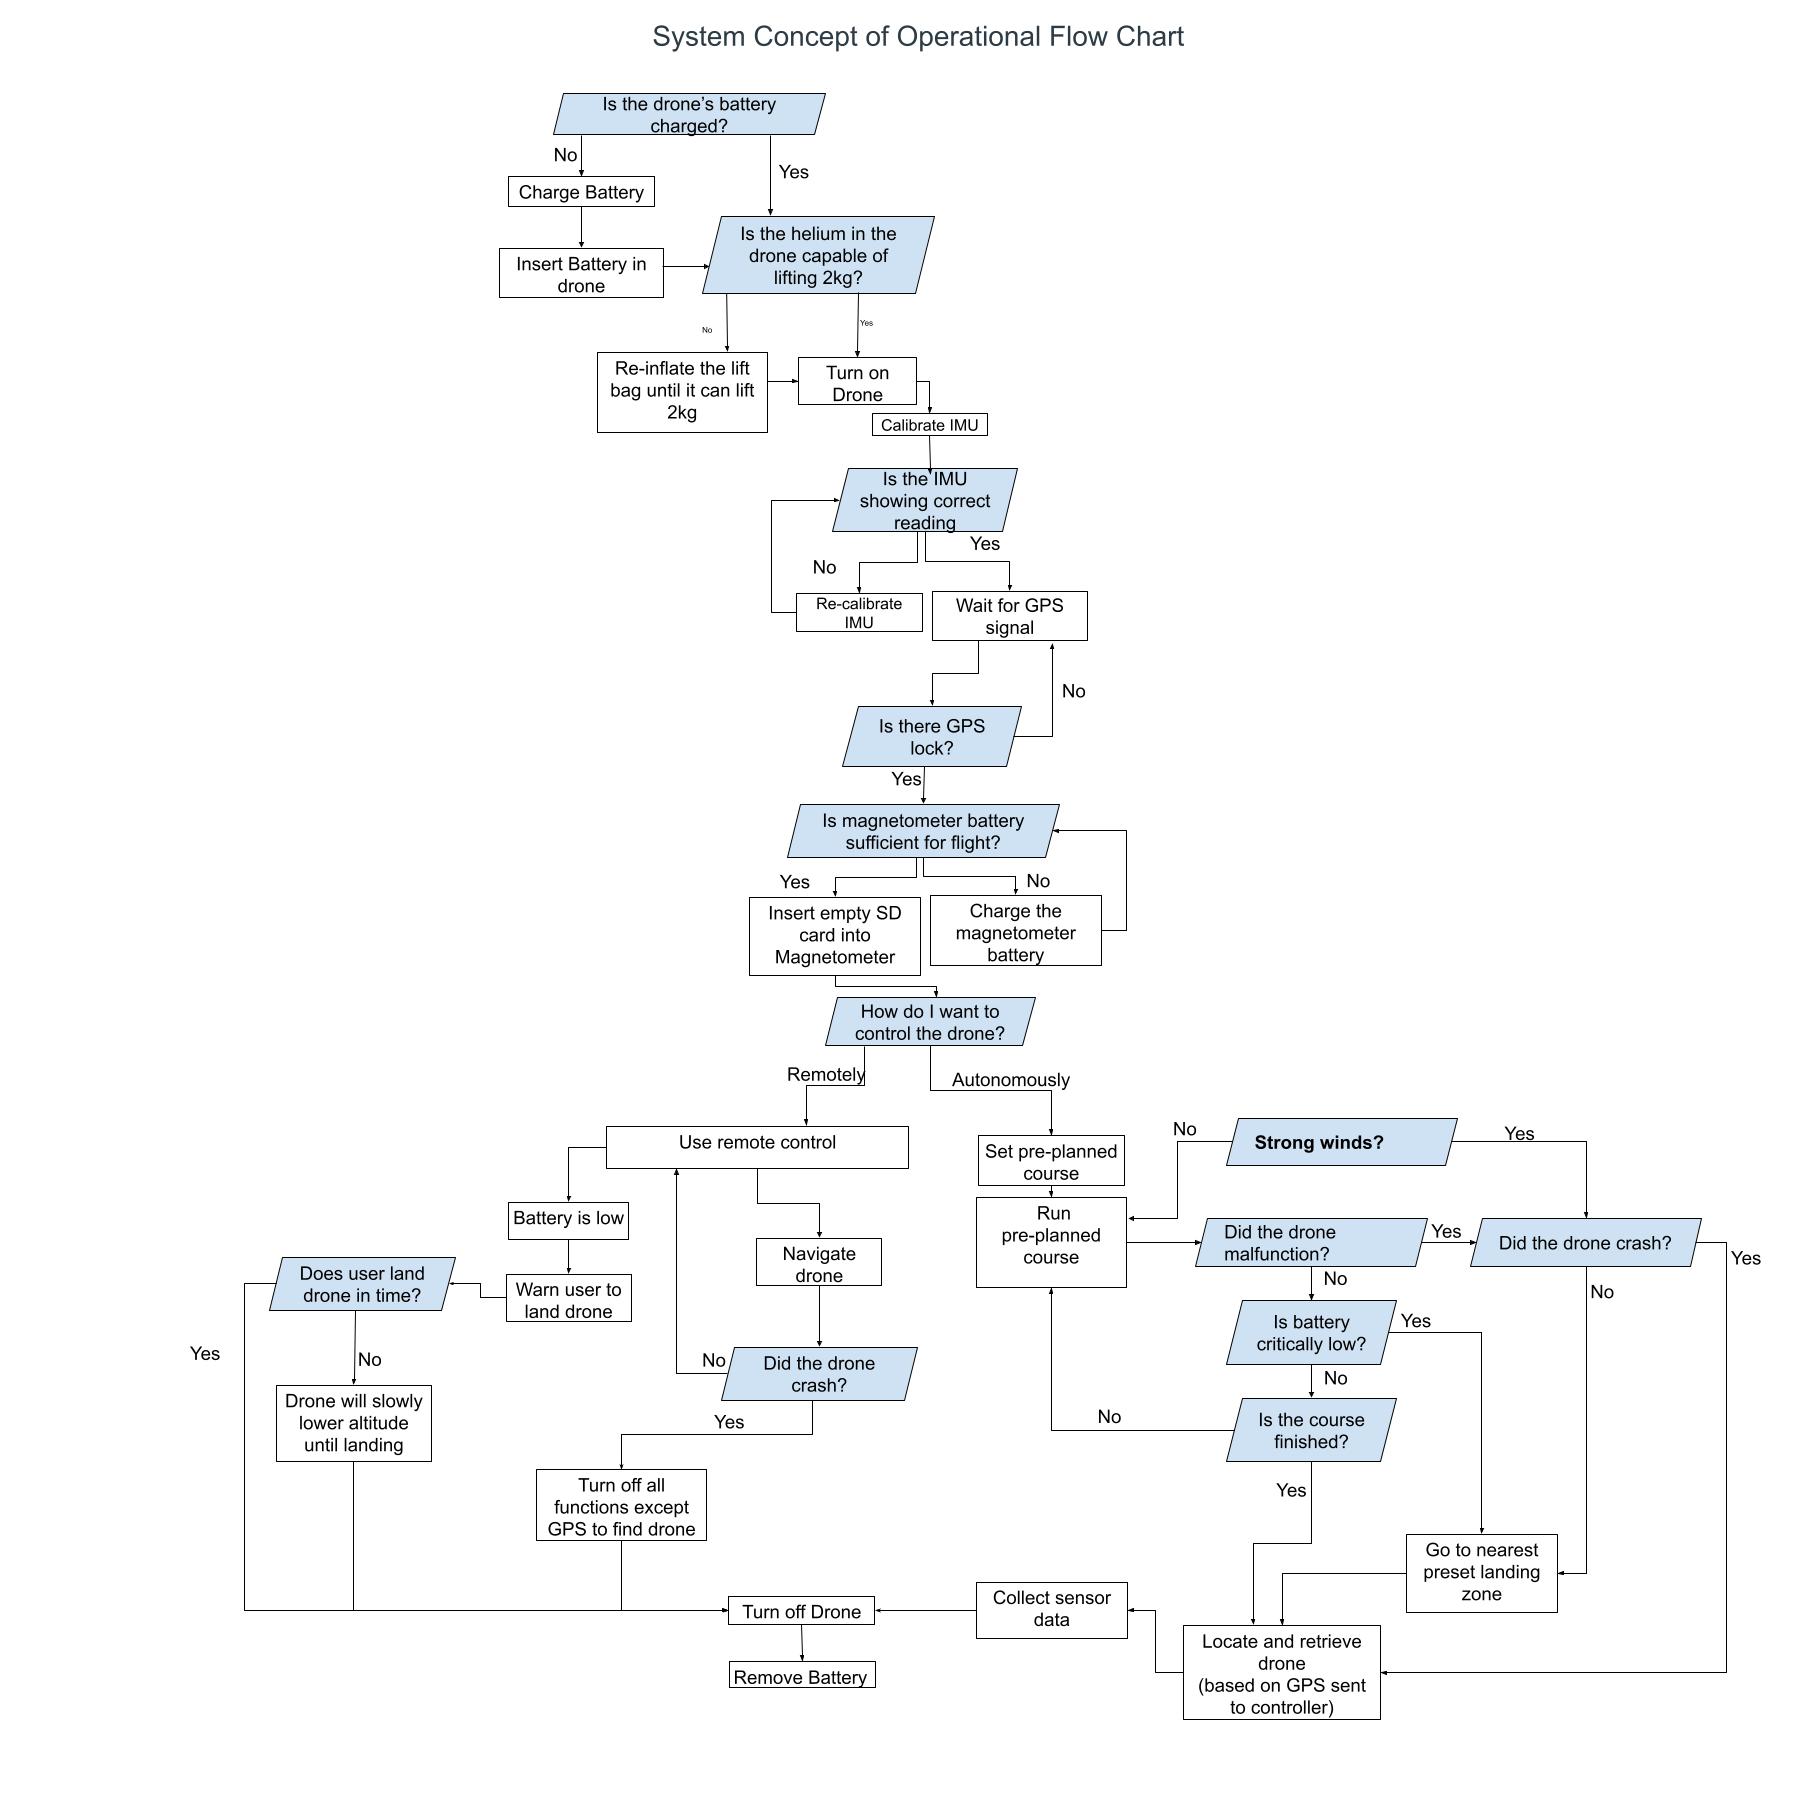 System Concept of Operational Flow Chart
Is the drone’s battery
charged?
No
Yes
Charge Battery
Is the helium in the
drone capable of
lifting 2kg?
Insert Battery in
drone
No
Yes
Re-inflate the lift
bag until it can lift
2kg
Turn on
Drone
Calibrate IMU
Is the IMU
showing correct
reading
Yes
No
Re-calibrate
IMU
Wait for GPS
signal
No
Is there GPS
lock?
Yes
Is magnetometer battery
sufficient for flight?
Yes
No
Insert empty SD
card into
Magnetometer
Charge the
magnetometer
battery
How do I want to
control the drone?
Remotely
Autonomously
Use remote control
Set pre-planned
course
No
Strong winds?
Yes
Battery is low
Navigate
drone
Run
pre-planned
course
Did the drone
malfunction?
Yes
Did the drone crash?
Yes
Does user land
drone in time?
Warn user to
land drone
No
No
Yes
No
No
Did the drone
crash?
Is battery
critically low?
Yes
No
Drone will slowly
lower altitude
until landing
Yes
No
Is the course
finished?
Turn off all
functions except
GPS to find drone
Yes
Go to nearest
preset landing
zone
Turn off Drone
Collect sensor
data
Remove Battery
Locate and retrieve
drone
(based on GPS sent
to controller)